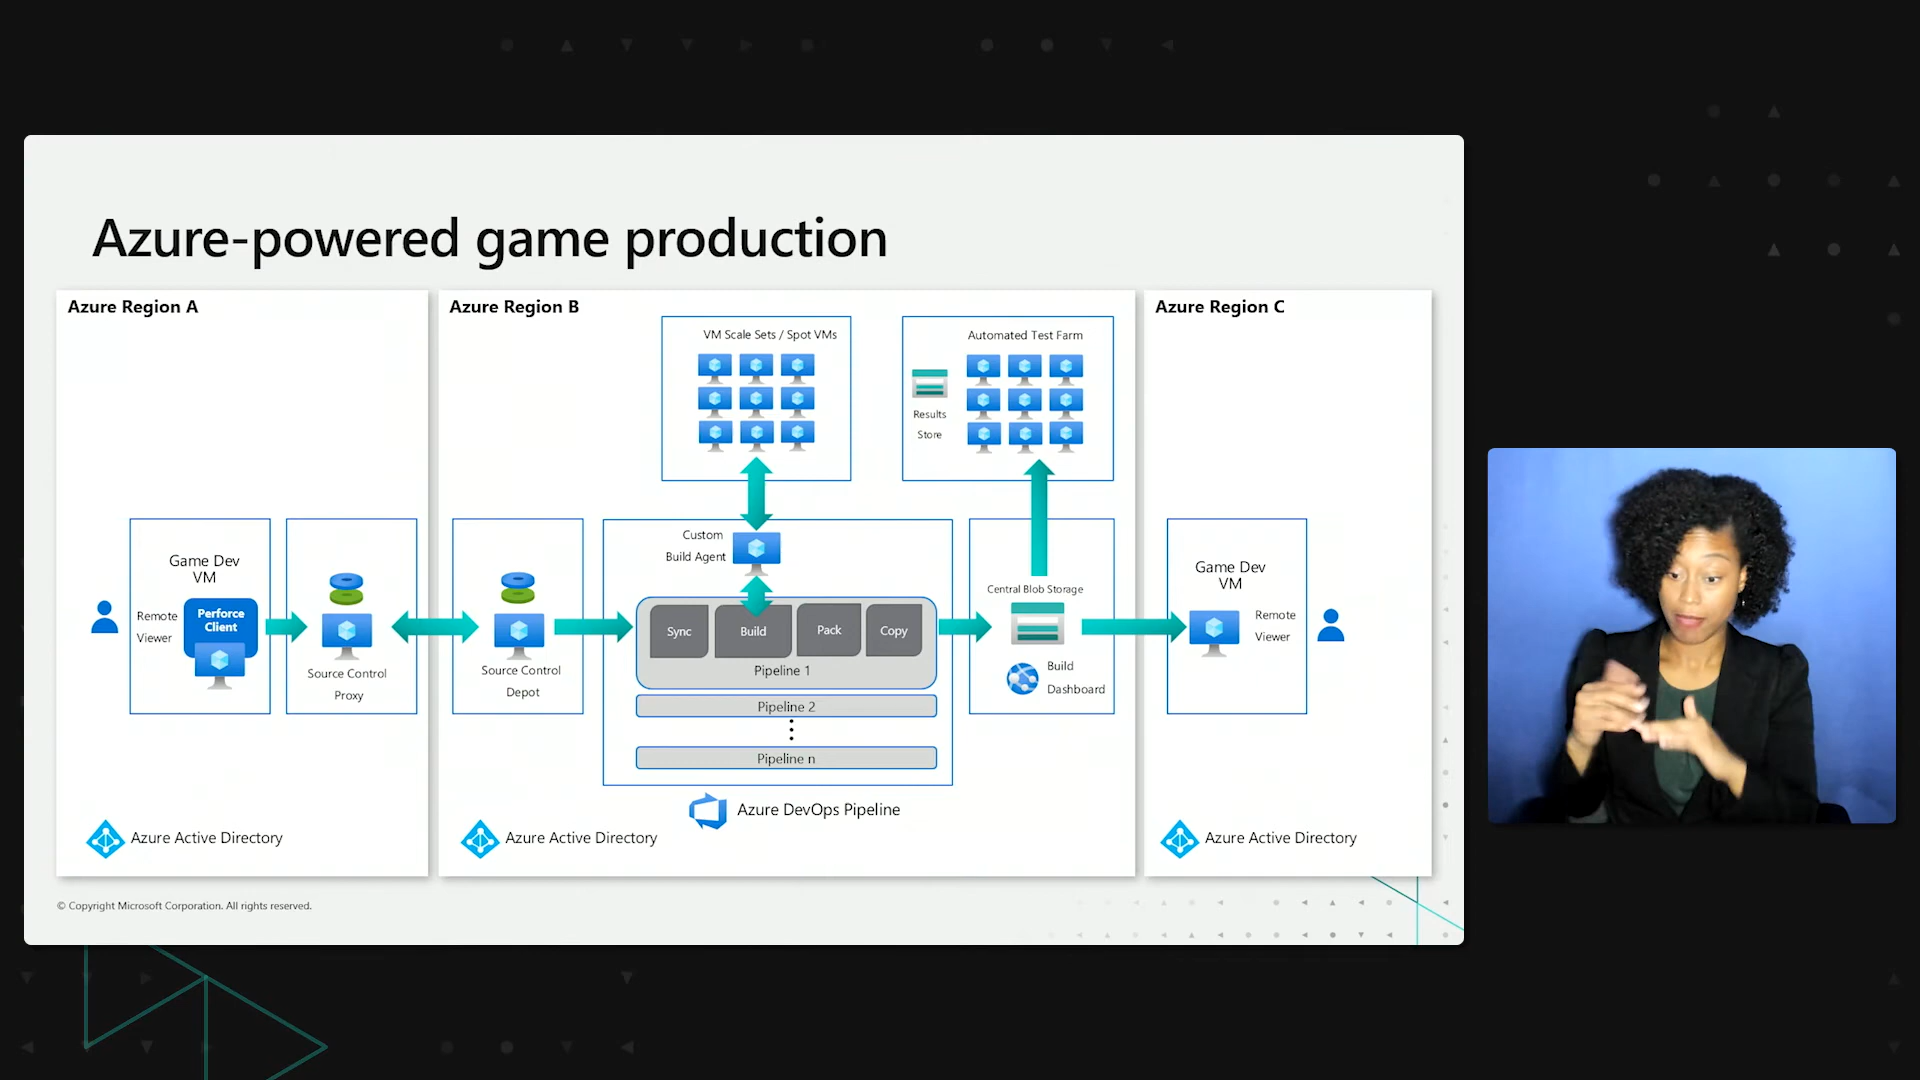 Azure-powered game production
Azure Region A
Game Dev
VM
Remote
Viewer
Perforce
Client
Source Control
Proxy
Azure Active Directory
Azure Region B
VM Scale Sets / Spot VMs
Automated Test Farm
Results
Store
Source Control
Depot
Custom
Build Agent
Sync
Build
Pack
Copy
Pipeline 1
Pipeline 2
Pipeline n
Central Blob Storage
Build
Dashboard
Azure DevOps Pipeline
Azure Active Directory
Azure Region C
Game Dev
VM
Remote
Viewer
Azure Active Directory
© Copyright Microsoft Corporation. All rights reserved.